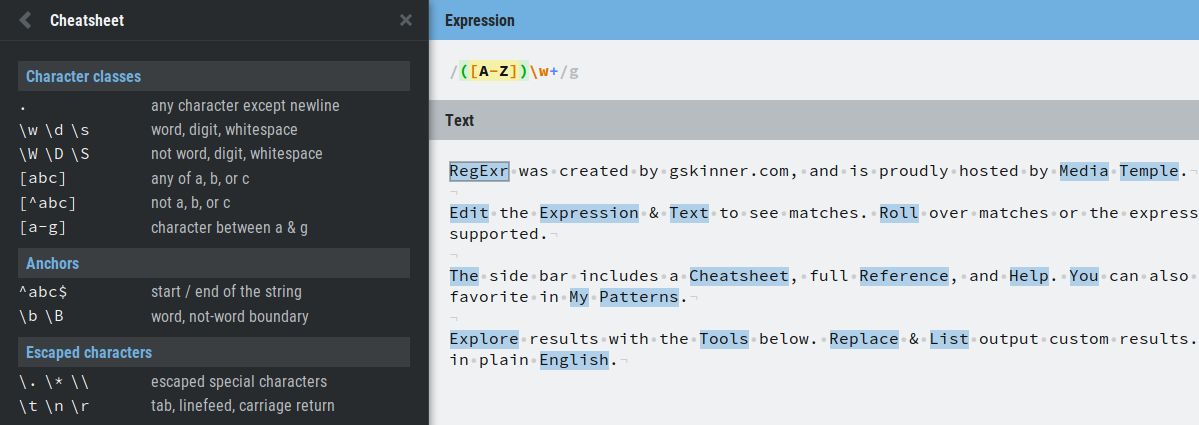 Cheatsheet
Character classes
. any character except newline
\w \d \s word, digit, whitespace
\W \D \S not word, digit, whitespace
[abc] any of a, b, or c
[^abc] not a, b, or c
[a-g] character between a & g
Anchors
^abc$ start / end of the string
\b \B word, not-word boundary
Escaped characters
\. \* \\ escaped special characters
\t \n \r tab, linefeed, carriage return
Expression
/([A-Z])\w+/g
Text
RegExr was created by gskinner.com, and is proudly hosted by Media Temple.
Edit the Expression & Text to see matches. Roll over matches or the express
supported.
The side bar includes a Cheatsheet, full Reference, and Help. You can also
favorite in My Patterns.
Explore results with the Tools below. Replace & List output custom results.
in plain English.